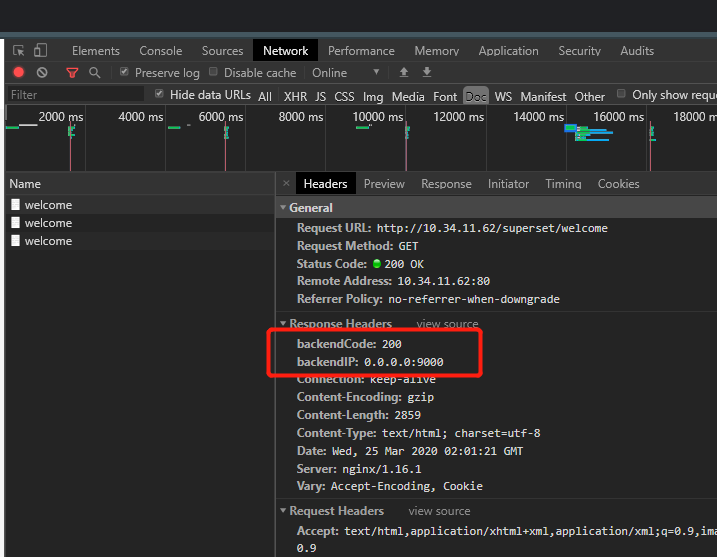 Elements Console Sources Network Performance Memory Application Security Audits
Preserve log Disable cache Online
Filter Hide data URLs All XHR JS CSS Img Media Font Doc WS Manifest Other Only show reque
2000 ms 4000 ms 6000 ms 8000 ms 10000 ms 12000 ms 14000 ms 16000 ms 18000
Name × Headers Preview Response Initiator Timing Cookies
welcome
welcome
welcome
General
Request URL: http://10.34.11.62/superset/welcome
Request Method: GET
Status Code: 200 OK
Remote Address: 10.34.11.62:80
Referrer Policy: no-referrer-when-downgrade
Response Headers view source
backendCode: 200
backendIP: 0.0.0.0:9000
Connection: keep-alive
Content-Encoding: gzip
Content-Length: 2859
Content-Type: text/html; charset=utf-8
Date: Wed, 25 Mar 2020 02:01:21 GMT
Server: nginx/1.16.1
Vary: Accept-Encoding, Cookie
Request Headers view source
Accept: text/html,application/xhtml+xml,application/xml;q=0.9,ima
0.9